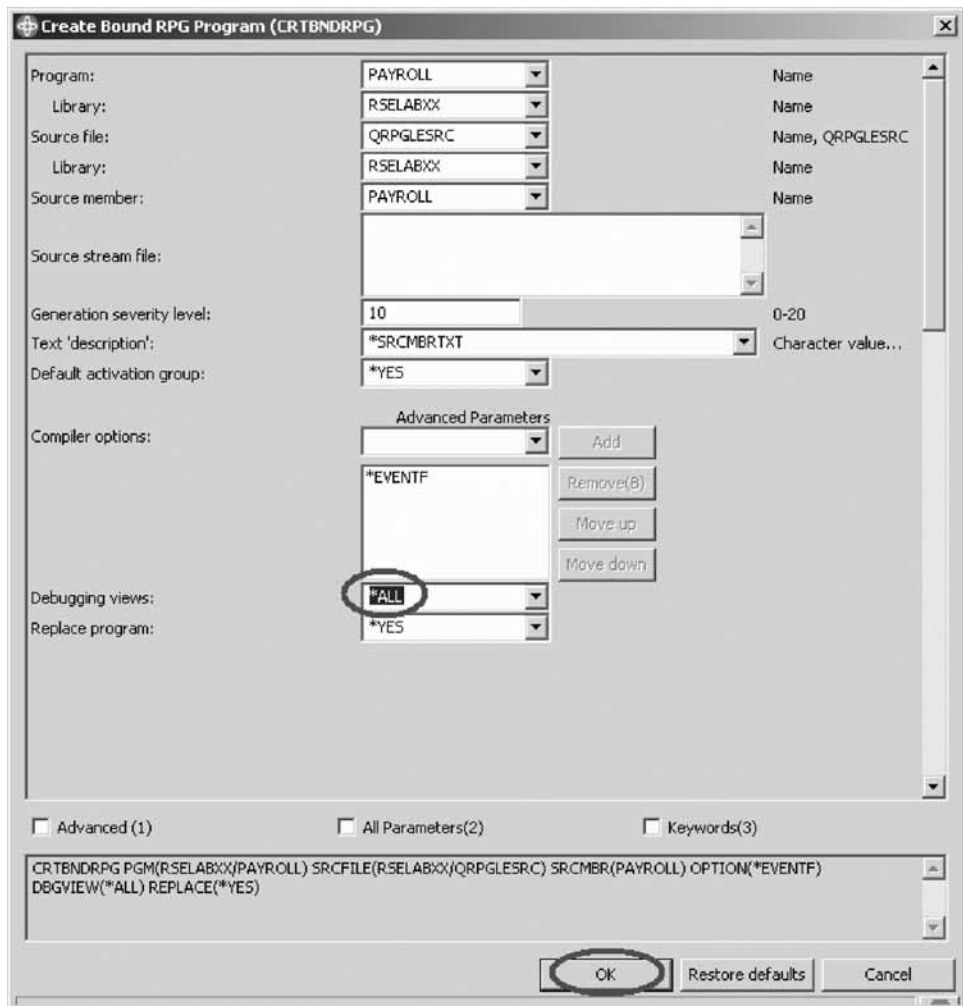 Create Bound RPG Program (CRTBNDRPG)
Program: PAYROLL Name
Library: RSELABXX Name
Source file: QRPGLESRC Name, QRPGLESRC
Library: RSELABXX Name
Source member: PAYROLL Name
Source stream file:
Generation severity level: 10 0-20
Text 'description': *SRCMBRTXT Character value...
Default activation group: *YES
Advanced Parameters
Compiler options: Add
*EVENTF Remove(8)
Move up
Move down
Debugging views: *ALL
Replace program: *YES
Advanced (1) All Parameters(2) Keywords(3)
CRTBNDRPG PGM(RSELABXX/PAYROLL) SRCFILE(RSELABXX/QRPGLESRC) SRCMBR(PAYROLL) OPTION(*EVENTF)
DBGVIEW(*ALL) REPLACE(*YES)
OK Restore defaults Cancel